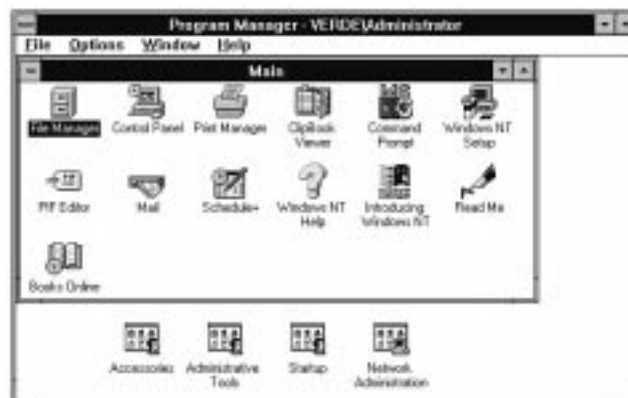 Program Manager - VERDE\Administrator
File Options Window Help
Main
File Manager Control Panel Print Manager ClipBook Viewer Command Prompt Windows NT Setup
PIF Editor Mail Schedule+ Windows NT Help Introducing Windows NT Read Me
Books Online
Accessories Administrative Tools Startup Network Administration